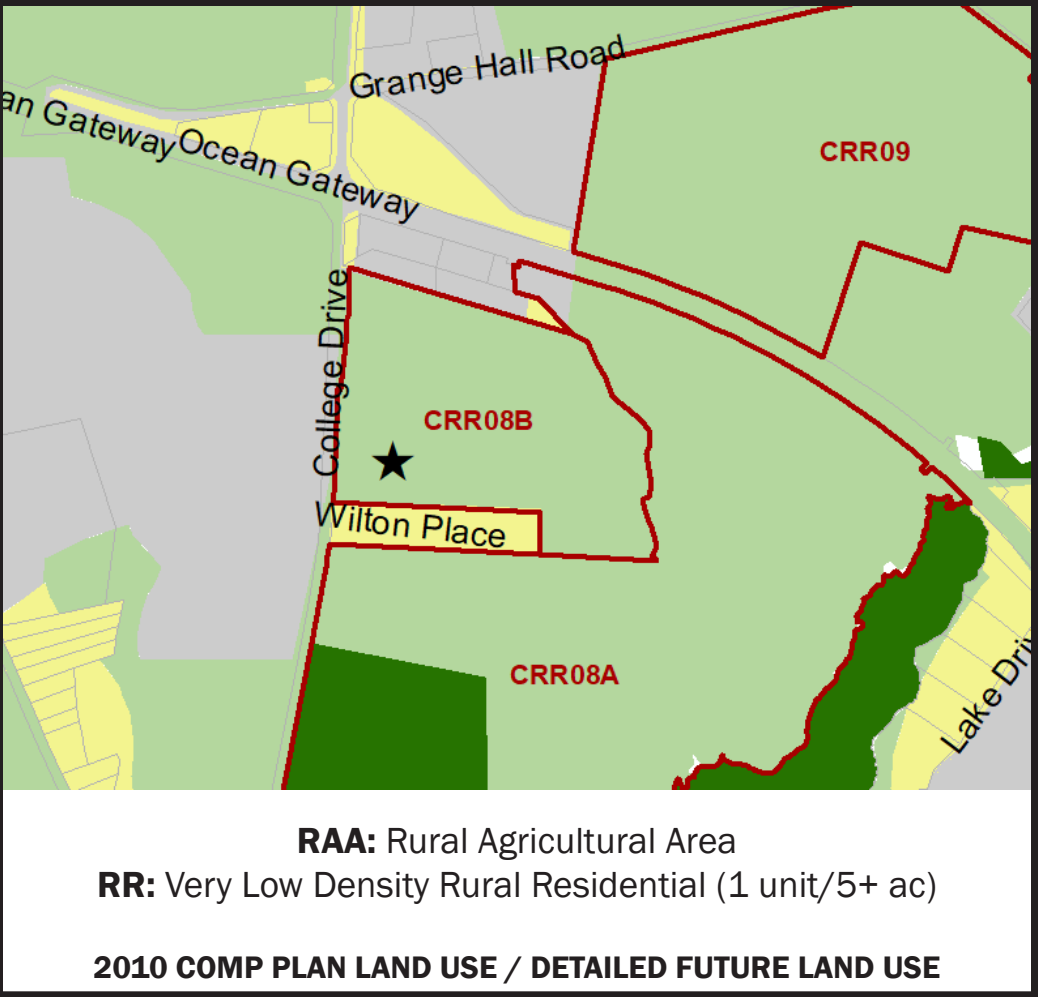 Grange Hall Road
an Gateway
Ocean Gateway
CRR09
College Drive
CRR08B
Wilton Place
CRR08A
Lake Driv
RAA: Rural Agricultural Area
RR: Very Low Density Rural Residential (1 unit/5+ ac)
2010 COMP PLAN LAND USE / DETAILED FUTURE LAND USE